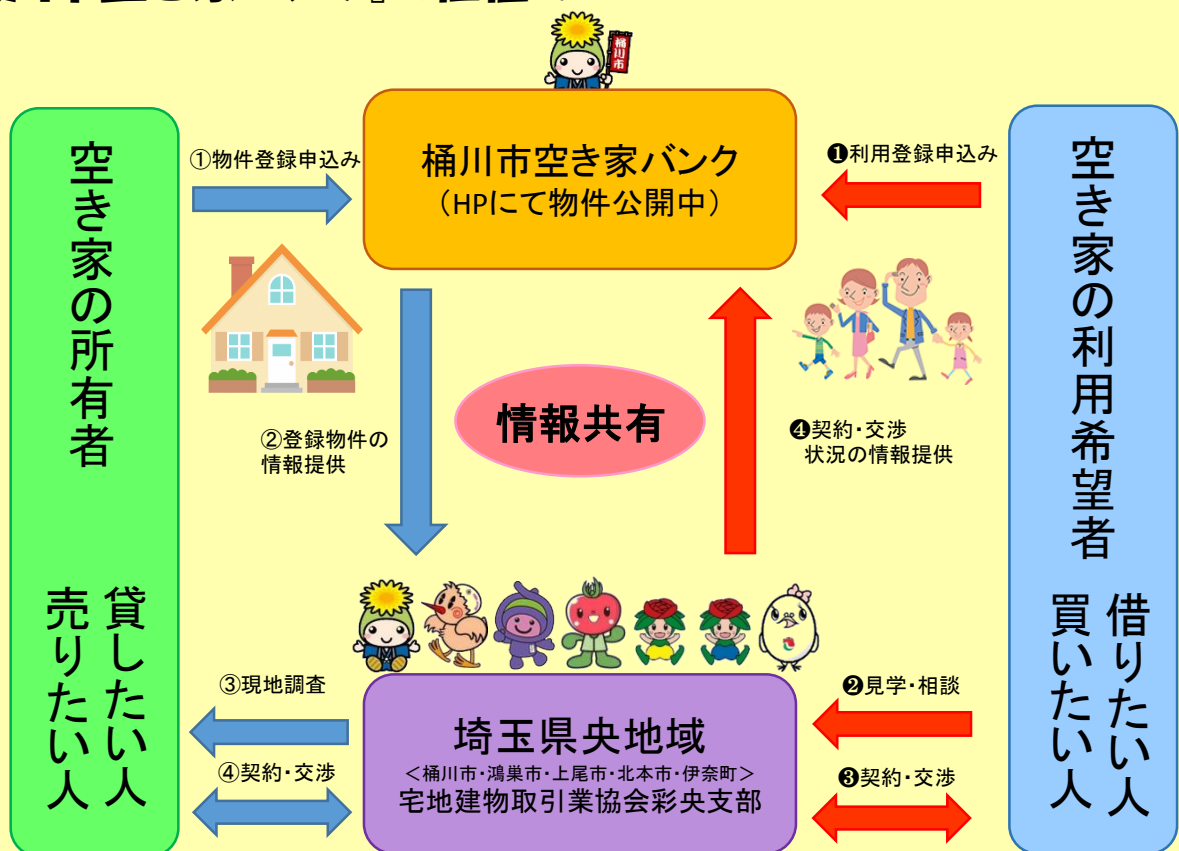 桶川市
桶川市空き家バンク
（HPにて物件公開中）
①物件登録申込み
❶利用登録申込み
空き家の所有者
貸したい人
売りたい人
空き家の利用希望者
借りたい人
買いたい人
情報共有
②登録物件の
情報提供
❹契約・交渉
状況の情報提供
③現地調査
④契約・交渉
❷見学・相談
❸契約・交渉
埼玉県央地域
＜桶川市・鴻巣市・上尾市・北本市・伊奈町＞
宅地建物取引業協会彩央支部